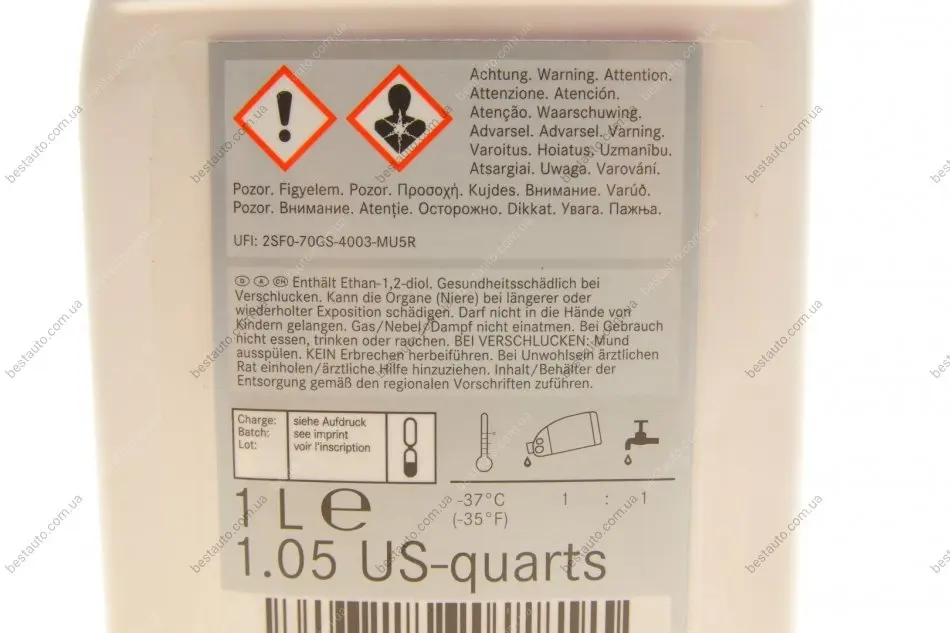 Achtung. Warning. Attention.
Attenzione. Atención.
Atenção. Waarschuwing.
Advarsel. Advarsel. Varning.
Varoitus. Hoiatus. Uzmanību.
Atsargiai. Uwaga. Varování.
Pozor. Figyelem. Pozor. Προσοχή. Kujdes. Внимание. Varúð.
Pozor. Внимание. Atenţie. Осторожно. Dikkat. Увага. Пажња.
UFI: 2SF0-70GS-4003-MU5R
D A CH Enthält Ethan-1,2-diol. Gesundheitsschädlich bei
Verschlucken. Kann die Organe (Niere) bei längerer oder
wiederholter Exposition schädigen. Darf nicht in die Hände von
Kindern gelangen. Gas/Nebel/Dampf nicht einatmen. Bei Gebrauch
nicht essen, trinken oder rauchen. BEI VERSCHLUCKEN: Mund
ausspülen. KEIN Erbrechen herbeiführen. Bei Unwohlsein ärztlichen
Rat einholen/ärztliche Hilfe hinzuziehen. Inhalt/Behälter der
Entsorgung gemäß den regionalen Vorschriften zuführen.
Charge: siehe Aufdruck
Batch: see imprint
Lot: voir l'inscription
-37°C 1 : 1
(-35°F)
1 L e
1.05 US-quarts
bestauto.com.ua